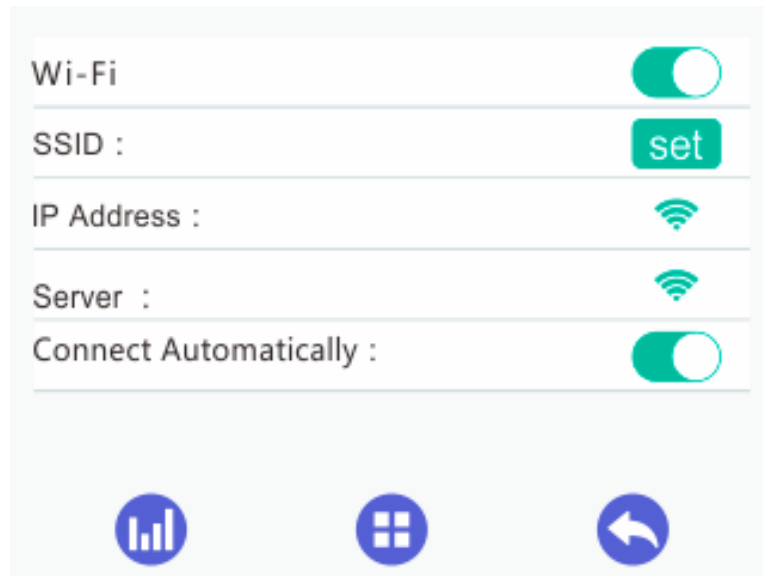 Wi-Fi
SSID :
set
IP Address :
Server :
Connect Automatically :